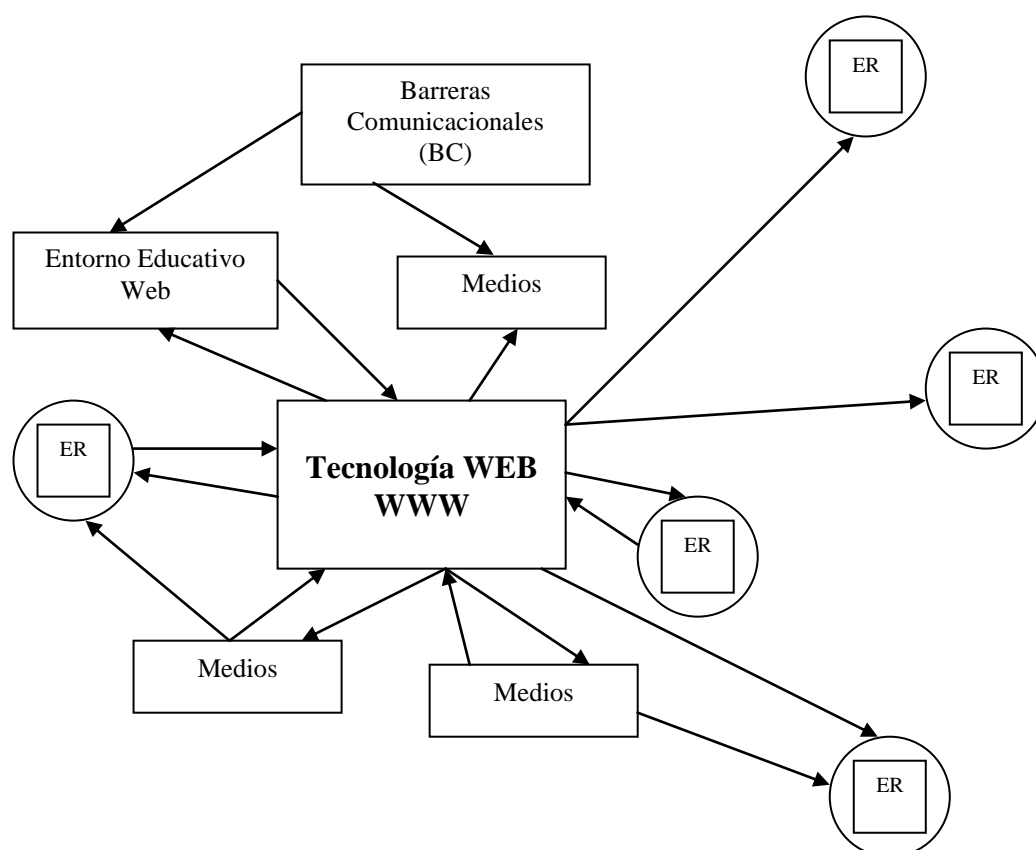 ER
Barreras
Comunicacionales
(BC)
Entorno Educativo
Web
Medios
ER
ER
Tecnología WEB
WWW
ER
Medios
Medios
ER